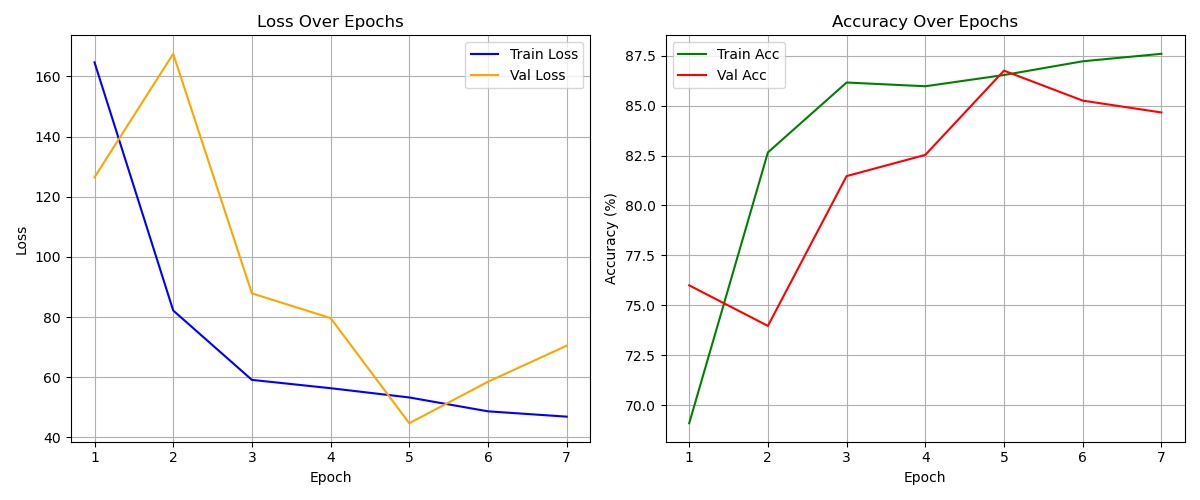 Loss Over Epochs
Train Loss
Val Loss
160
140
120
100
80
60
40
Loss
1 2 3 4 5 6 7
Epoch
Accuracy Over Epochs
Train Acc
Val Acc
87.5
85.0
82.5
80.0
77.5
75.0
72.5
70.0
Accuracy (%)
1 2 3 4 5 6 7
Epoch